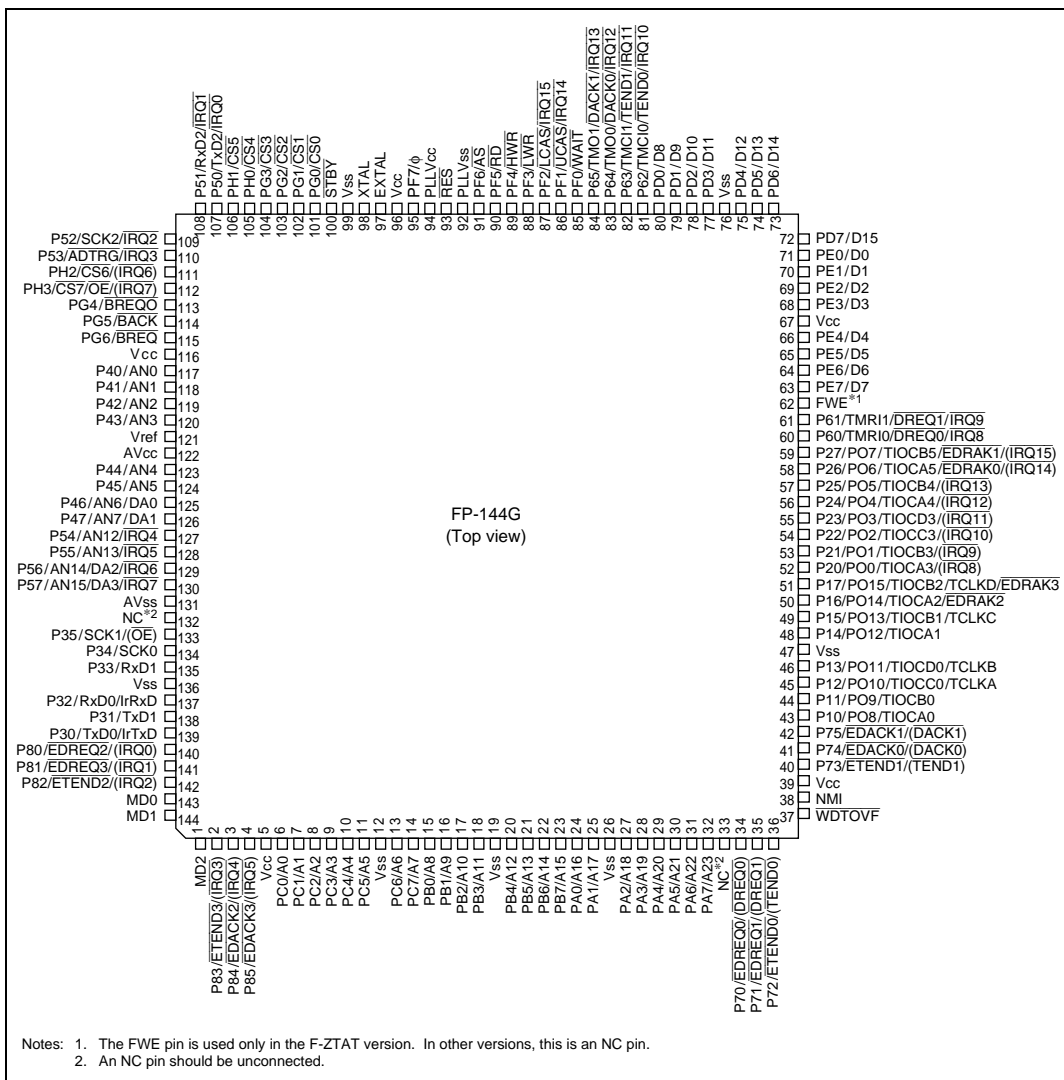 P51/RxD2/IRQ1
P50/TxD2/IRQ0
PH1/CS5
PH0/CS4
PG3/CS3
PG2/CS2
PG1/CS1
PG0/CS0
STBY
Vss
XTAL
EXTAL
Vcc
PF7/φ
PLLVcc
RES
PLLVss
PF6/AS
PF5/RD
PF4/HWR
PF3/LWR
PF2/LCAS/IRQ15
PF1/UCAS/IRQ14
PF0/WAIT
P65/TMO1/DACK1/IRQ13
P64/TMO0/DACK0/IRQ12
P63/TMCI1/TEND1/IRQ11
P62/TMCI0/TEND0/IRQ10
PD0/D8
PD1/D9
PD2/D10
PD3/D11
Vss
PD4/D12
PD5/D13
PD6/D14
108
107
106
105
104
103
102
101
100
99
98
97
96
95
94
93
92
91
90
89
88
87
86
85
84
83
82
81
80
79
78
77
76
75
74
73
P52/SCK2/IRQ2 109
P53/ADTRG/IRQ3 110
PH2/CS6/(IRQ6) 111
PH3/CS7/OE/(IRQ7) 112
PG4/BREQO 113
PG5/BACK 114
PG6/BREQ 115
Vcc 116
P40/AN0 117
P41/AN1 118
P42/AN2 119
P43/AN3 120
Vref 121
AVcc 122
P44/AN4 123
P45/AN5 124
P46/AN6/DA0 125
P47/AN7/DA1 126
P54/AN12/IRQ4 127
P55/AN13/IRQ5 128
P56/AN14/DA2/IRQ6 129
P57/AN15/DA3/IRQ7 130
AVss 131
NC*2 132
P35/SCK1/(OE) 133
P34/SCK0 134
P33/RxD1 135
Vss 136
P32/RxD0/IrRxD 137
P31/TxD1 138
P30/TxD0/IrTxD 139
P80/EDREQ2/(IRQ0) 140
P81/EDREQ3/(IRQ1) 141
P82/ETEND2/(IRQ2) 142
MD0 143
MD1 144
FP-144G
(Top view)
72 PD7/D15
71 PE0/D0
70 PE1/D1
69 PE2/D2
68 PE3/D3
67 Vcc
66 PE4/D4
65 PE5/D5
64 PE6/D6
63 PE7/D7
62 FWE*1
61 P61/TMRI1/DREQ1/IRQ9
60 P60/TMRI0/DREQ0/IRQ8
59 P27/PO7/TIOCB5/EDRAK1/(IRQ15)
58 P26/PO6/TIOCA5/EDRAK0/(IRQ14)
57 P25/PO5/TIOCB4/(IRQ13)
56 P24/PO4/TIOCA4/(IRQ12)
55 P23/PO3/TIOCD3/(IRQ11)
54 P22/PO2/TIOCC3/(IRQ10)
53 P21/PO1/TIOCB3/(IRQ9)
52 P20/PO0/TIOCA3/(IRQ8)
51 P17/PO15/TIOCB2/TCLKD/EDRAK3
50 P16/PO14/TIOCA2/EDRAK2
49 P15/PO13/TIOCB1/TCLKC
48 P14/PO12/TIOCA1
47 Vss
46 P13/PO11/TIOCD0/TCLKB
45 P12/PO10/TIOCC0/TCLKA
44 P11/PO9/TIOCB0
43 P10/PO8/TIOCA0
42 P75/EDACK1/(DACK1)
41 P74/EDACK0/(DACK0)
40 P73/ETEND1/(TEND1)
39 Vcc
38 NMI
37 WDTOVF
1
2
3
4
5
6
7
8
9
10
11
12
13
14
15
16
17
18
19
20
21
22
23
24
25
26
27
28
29
30
31
32
33
34
35
36
MD2
P83/ETEND3/(IRQ3)
P84/EDACK2/(IRQ4)
P85/EDACK3/(IRQ5)
Vcc
PC0/A0
PC1/A1
PC2/A2
PC3/A3
PC4/A4
PC5/A5
Vss
PC6/A6
PC7/A7
PB0/A8
PB1/A9
PB2/A10
PB3/A11
Vss
PB4/A12
PB5/A13
PB6/A14
PB7/A15
PA0/A16
PA1/A17
Vss
PA2/A18
PA3/A19
PA4/A20
PA5/A21
PA6/A22
PA7/A23
NC*2
P70/EDREQ0/(DREQ0)
P71/EDREQ1/(DREQ1)
P72/ETEND0/(TEND0)
Notes: 1. The FWE pin is used only in the F-ZTAT version. In other versions, this is an NC pin.
2. An NC pin should be unconnected.